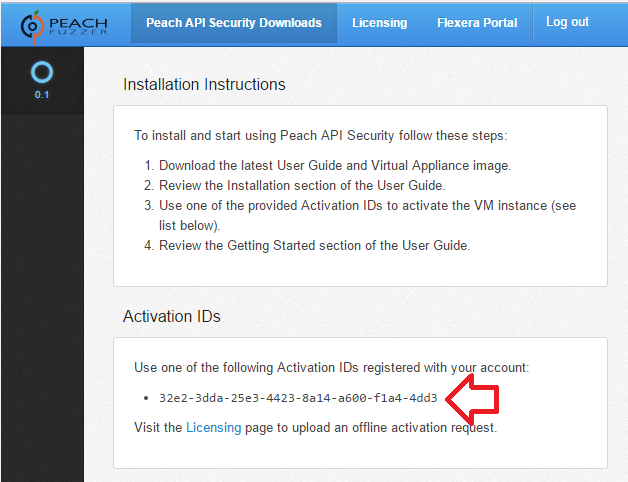 PEACH
FUZZER
Peach API Security Downloads
Licensing
Flexera Portal
Log out
0.1
Installation Instructions
To install and start using Peach API Security follow these steps:
1. Download the latest User Guide and Virtual Appliance image.
2. Review the Installation section of the User Guide.
3. Use one of the provided Activation IDs to activate the VM instance (see
list below).
4. Review the Getting Started section of the User Guide.
Activation IDs
Use one of the following Activation IDs registered with your account:
• 32e2-3dda-25e3-4423-8a14-a600-f1a4-4dd3
Visit the Licensing page to upload an offline activation request.